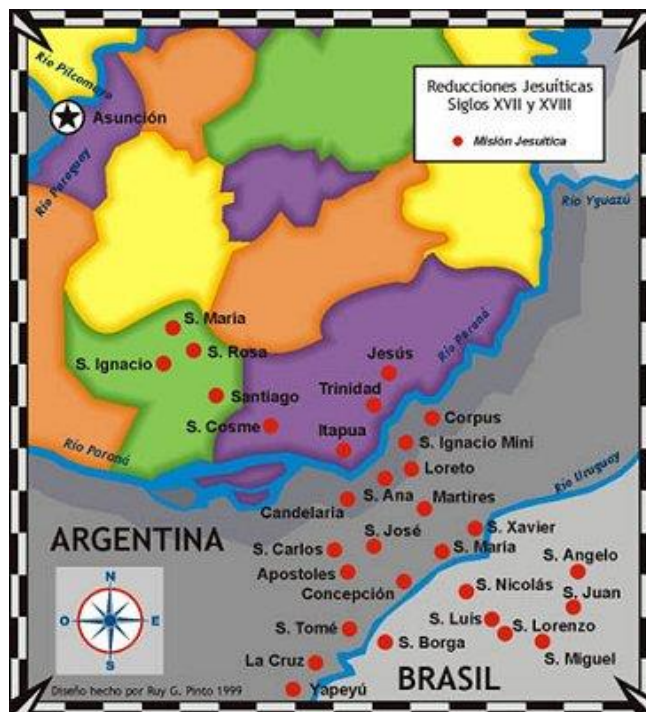 Río Pilcomayo
Asunción
Río Paraguay
Reducciones Jesuíticas
Siglos XVII y XVIII
Misión Jesuítica
Río Yguazú
S. Maria
S. Rosa
S. Ignacio
Jesús
Río Paraná
Santiago
Trinidad
S. Cosme
Itapua
Corpus
S. Ignacio Mini
Río Paraná
Loreto
S. Ana
Candelaria
Martires
Río Uruguay
ARGENTINA
S. Xavier
S. José
S. Carlos
S. Maria
S. Angelo
Apostoles
Concepción
S. Nicolás
S. Juan
S. Luis
S. Lorenzo
S. Tomé
S. Borga
S. Miguel
La Cruz
BRASIL
Yapeyú
N
O
E
S
Diseño hecho por Ruy G. Pinto 1999